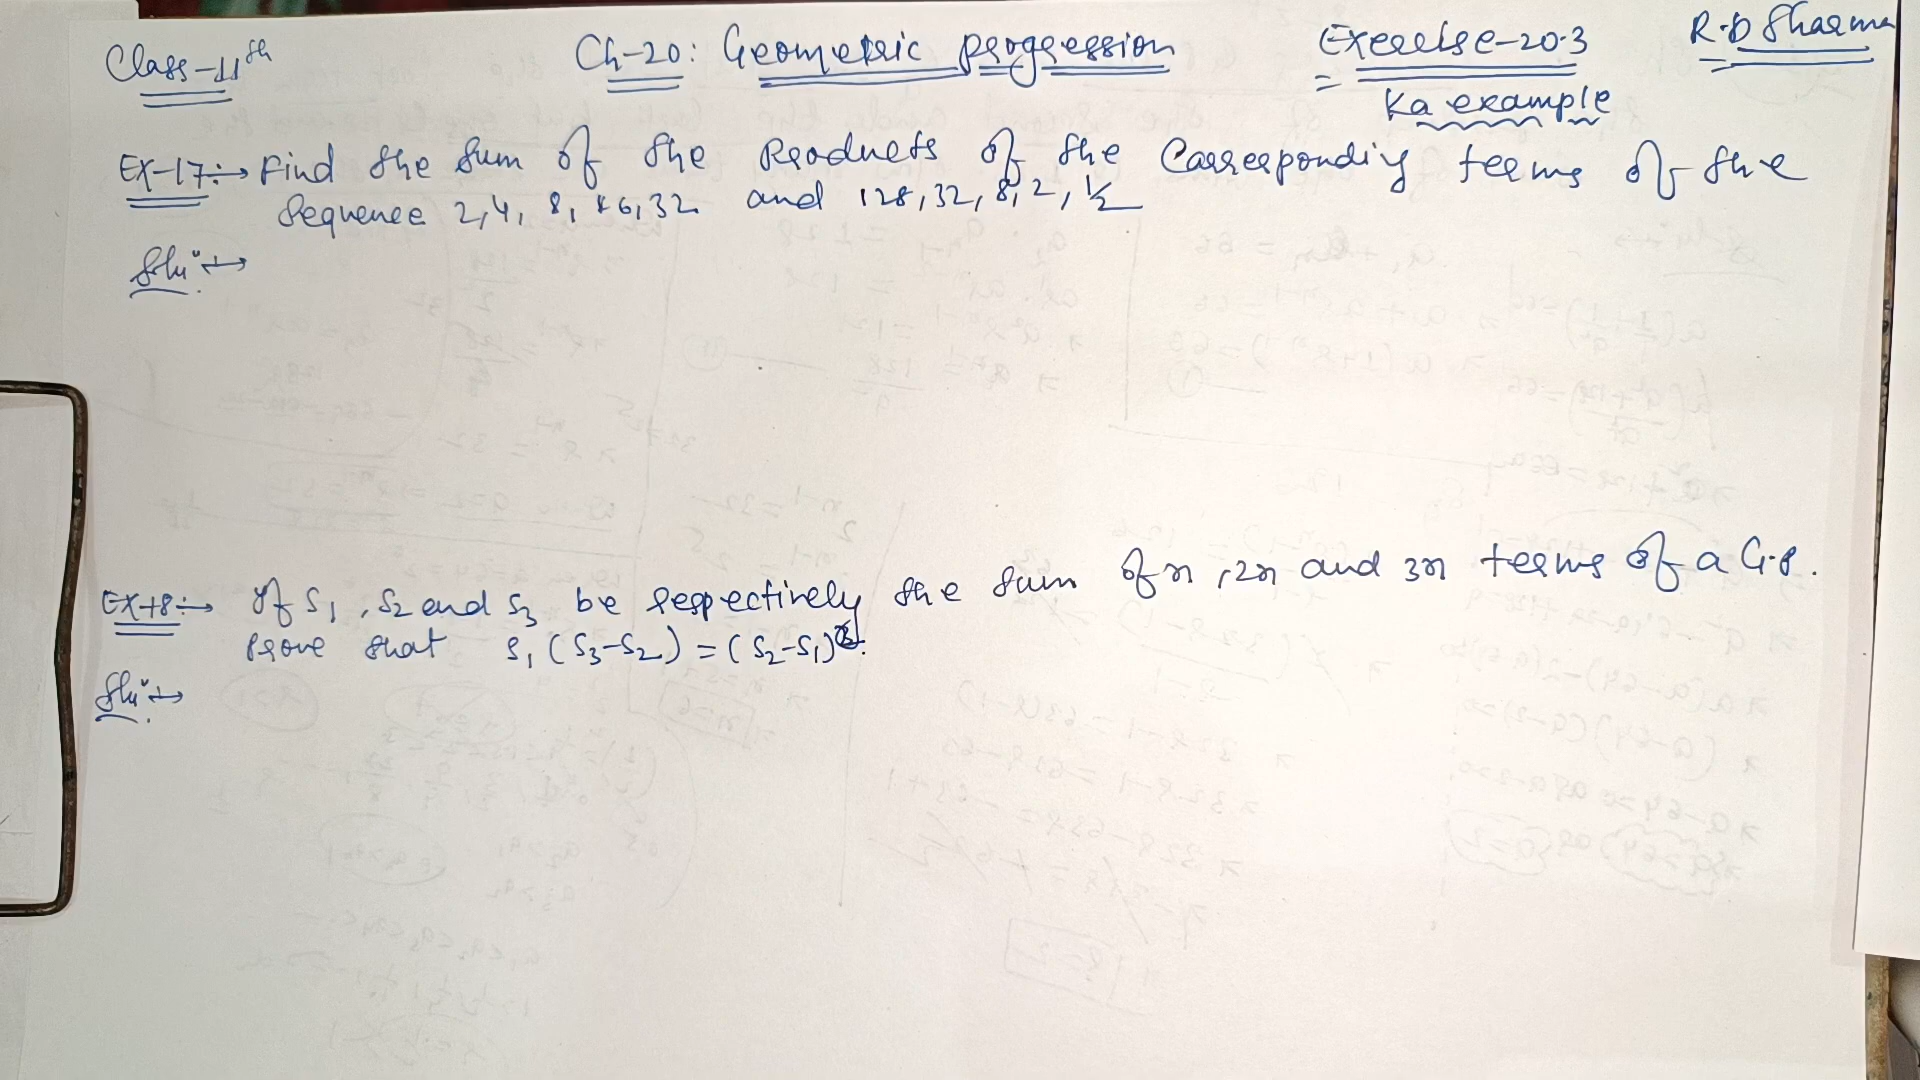 Class-11th
Ch-20: Geometric progression
Exercise-20.3
R.D Sharma
Ka example
Ex-17:→ Find the sum of the Products of the Corresponding terms of the
Sequence 2,4, 8, 16,32 and 128,32,8,2,1/2
Solun:→
Ex-18:→ If S1, S2 and S3 be respectively the sum of n, 2n and 3n terms of a G.P.
Prove that S1(S3-S2) = (S2-S1)2.
Solun:→